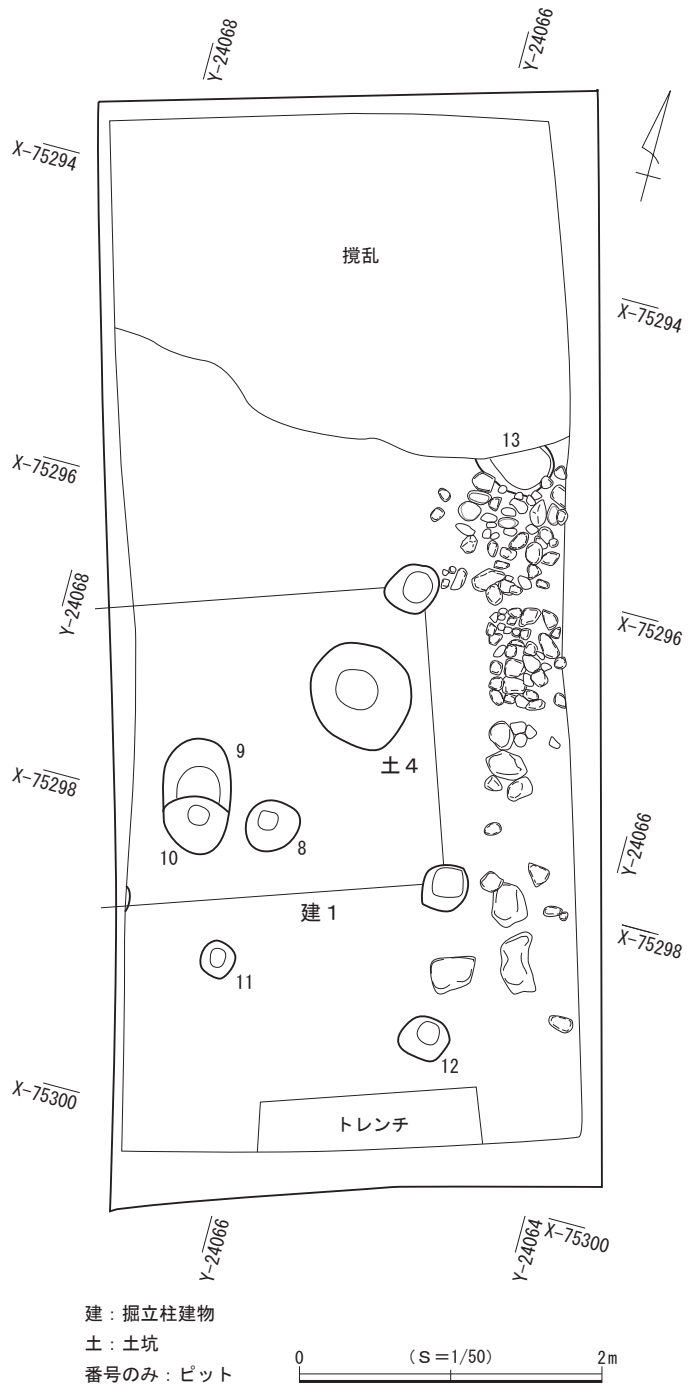 Y-24068
Y-24066
X-75294
撹乱
X-75294
13
X-75296
Y-24068
X-75296
土4
9
X-75298
10
8
Y-24066
建1
X-75298
11
12
X-75300
トレンチ
Y-24066
Y-24064
X-75300
建：掘立柱建物
土：土坑
番号のみ：ピット
0 （S＝1/50） 2m